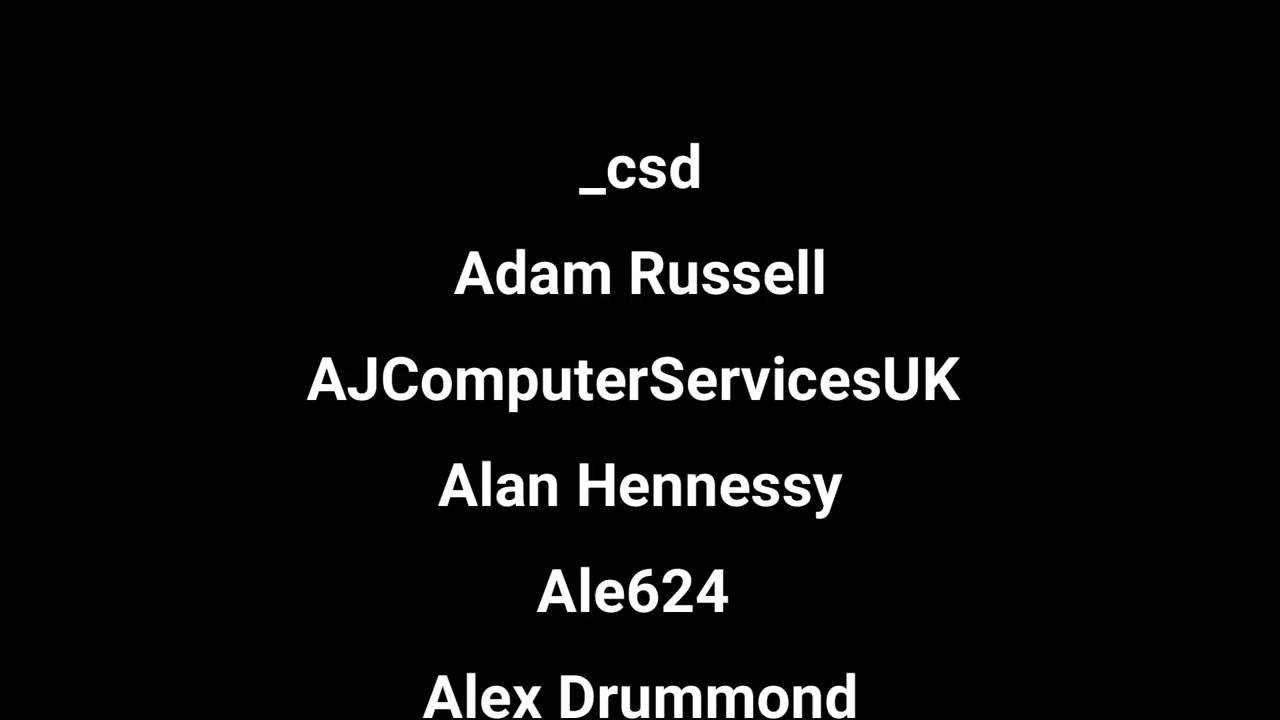 _csd
Adam Russell
AJComputerServicesUK
Alan Hennessy
Ale624
Alex Drummond